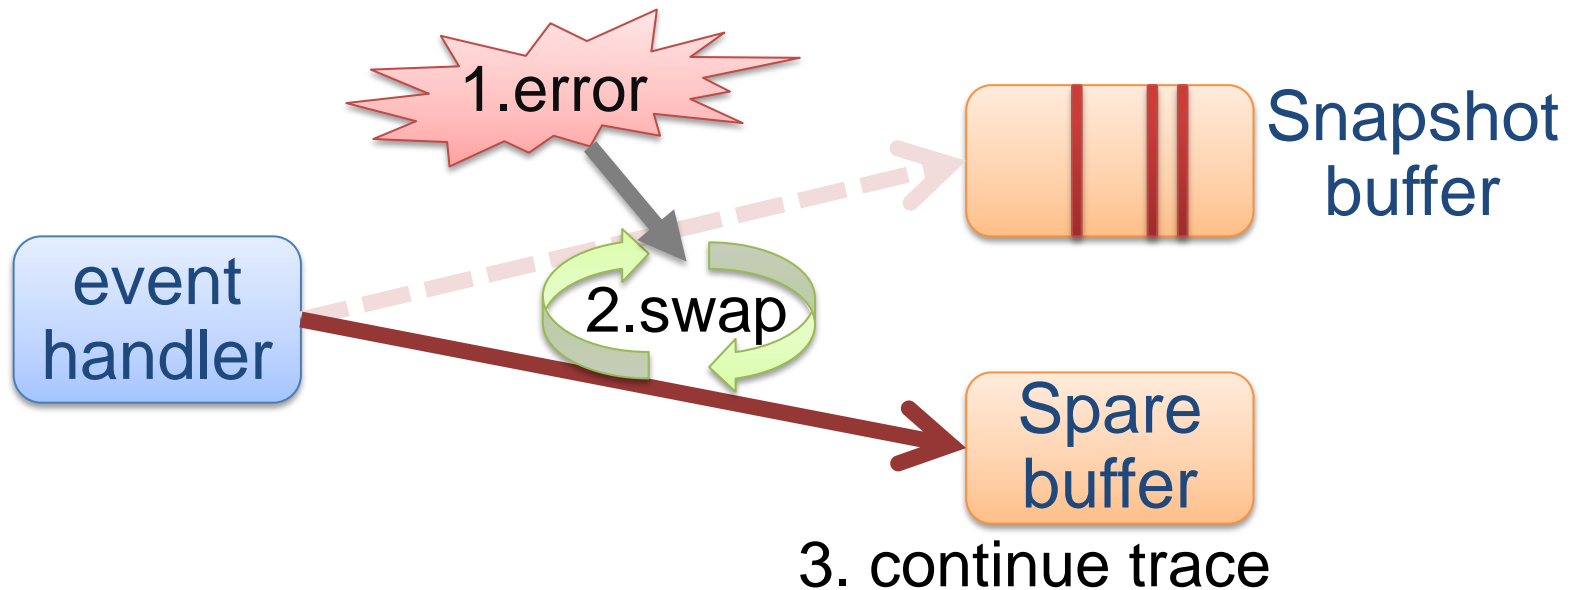 1.error
Snapshot
buffer
event
handler
2.swap
Spare
buffer
3. continue trace